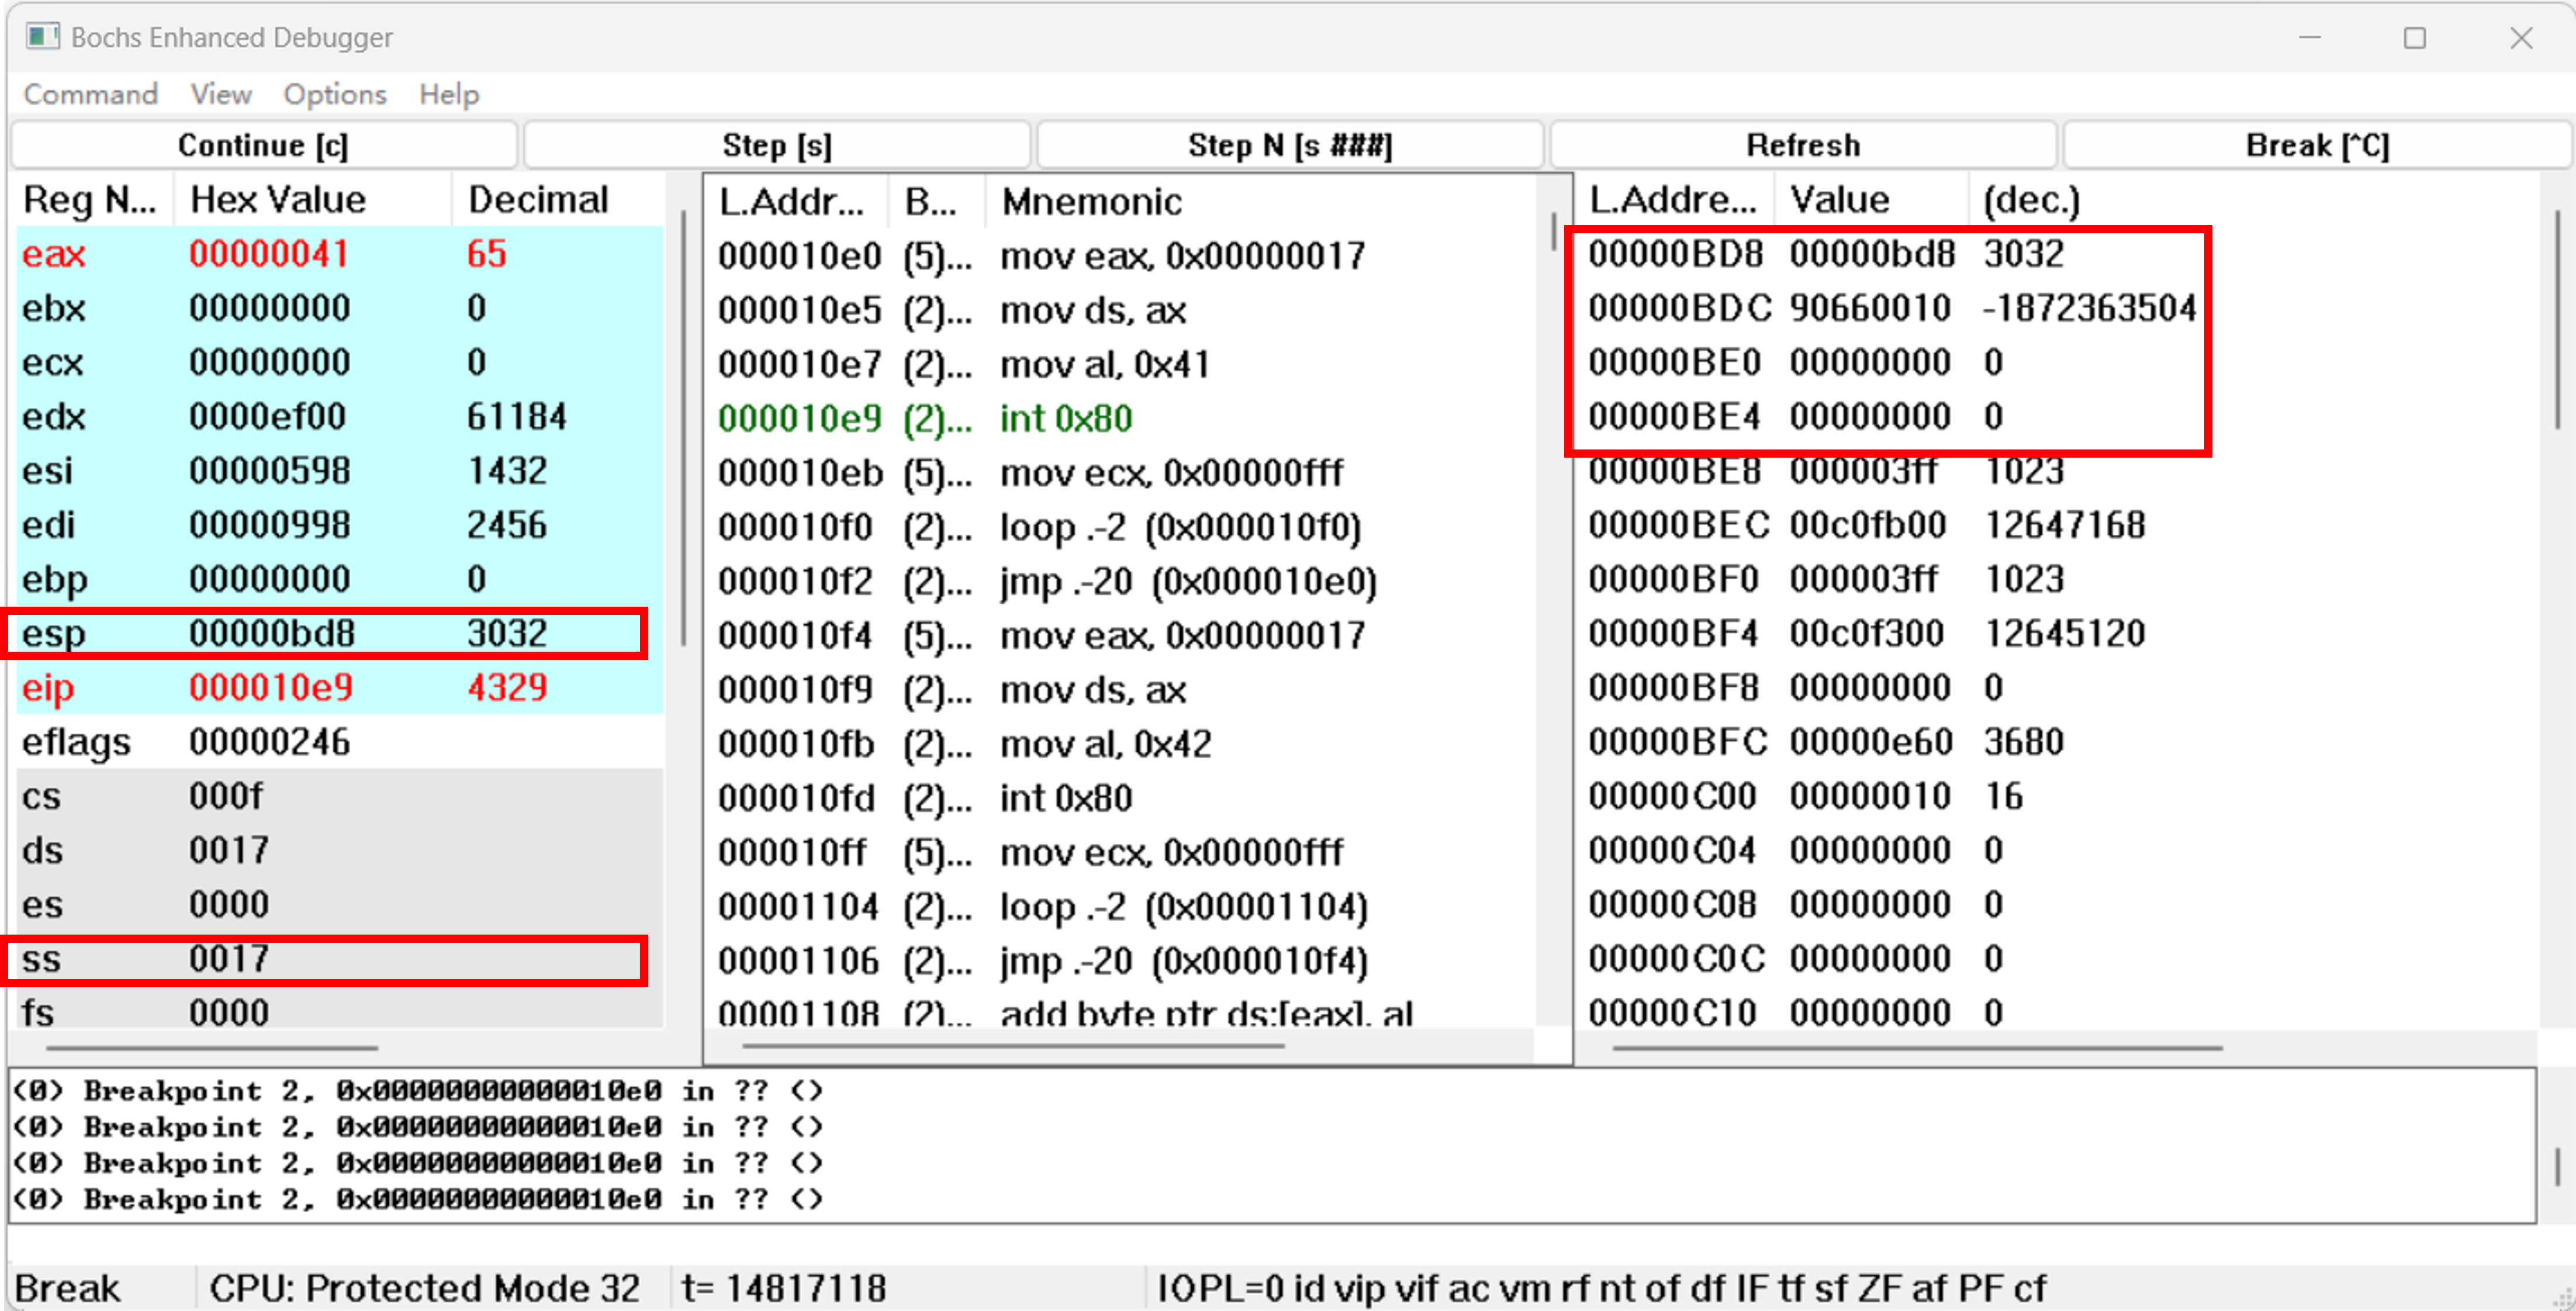 Bochs Enhanced Debugger
Command View Options Help
Continue [c] Step [s] Step N [s ###] Refresh Break [^C]
Reg N... Hex Value Decimal
eax 00000041 65
ebx 00000000 0
ecx 00000000 0
edx 0000ef00 61184
esi 00000598 1432
edi 00000998 2456
ebp 00000000 0
esp 00000bd8 3032
eip 000010e9 4329
eflags 00000246
cs 000f
ds 0017
es 0000
ss 0017
fs 0000
L.Addr... B... Mnemonic
000010e0 (5)... mov eax, 0x00000017
000010e5 (2)... mov ds, ax
000010e7 (2)... mov al, 0x41
000010e9 (2)... int 0x80
000010eb (5)... mov ecx, 0x00000fff
000010f0 (2)... loop .-2 (0x000010f0)
000010f2 (2)... jmp .-20 (0x000010e0)
000010f4 (5)... mov eax, 0x00000017
000010f9 (2)... mov ds, ax
000010fb (2)... mov al, 0x42
000010fd (2)... int 0x80
000010ff (5)... mov ecx, 0x00000fff
00001104 (2)... loop .-2 (0x00001104)
00001106 (2)... jmp .-20 (0x000010f4)
00001108 (2)... add byte ptr ds:[eax], al
L.Addre... Value (dec.)
00000BD8 00000bd8 3032
00000BDC 90660010 -1872363504
00000BE0 00000000 0
00000BE4 00000000 0
00000BE8 000003ff 1023
00000BEC 00c0fb00 12647168
00000BF0 000003ff 1023
00000BF4 00c0f300 12645120
00000BF8 00000000 0
00000BFC 00000e60 3680
00000C00 00000010 16
00000C04 00000000 0
00000C08 00000000 0
00000C0C 00000000 0
00000C10 00000000 0
(0) Breakpoint 2, 0x00000000000010e0 in ?? ()
(0) Breakpoint 2, 0x00000000000010e0 in ?? ()
(0) Breakpoint 2, 0x00000000000010e0 in ?? ()
(0) Breakpoint 2, 0x00000000000010e0 in ?? ()
Break CPU: Protected Mode 32 t= 14817118 IOPL=0 id vip vif ac vm rf nt of df IF tf sf ZF af PF cf